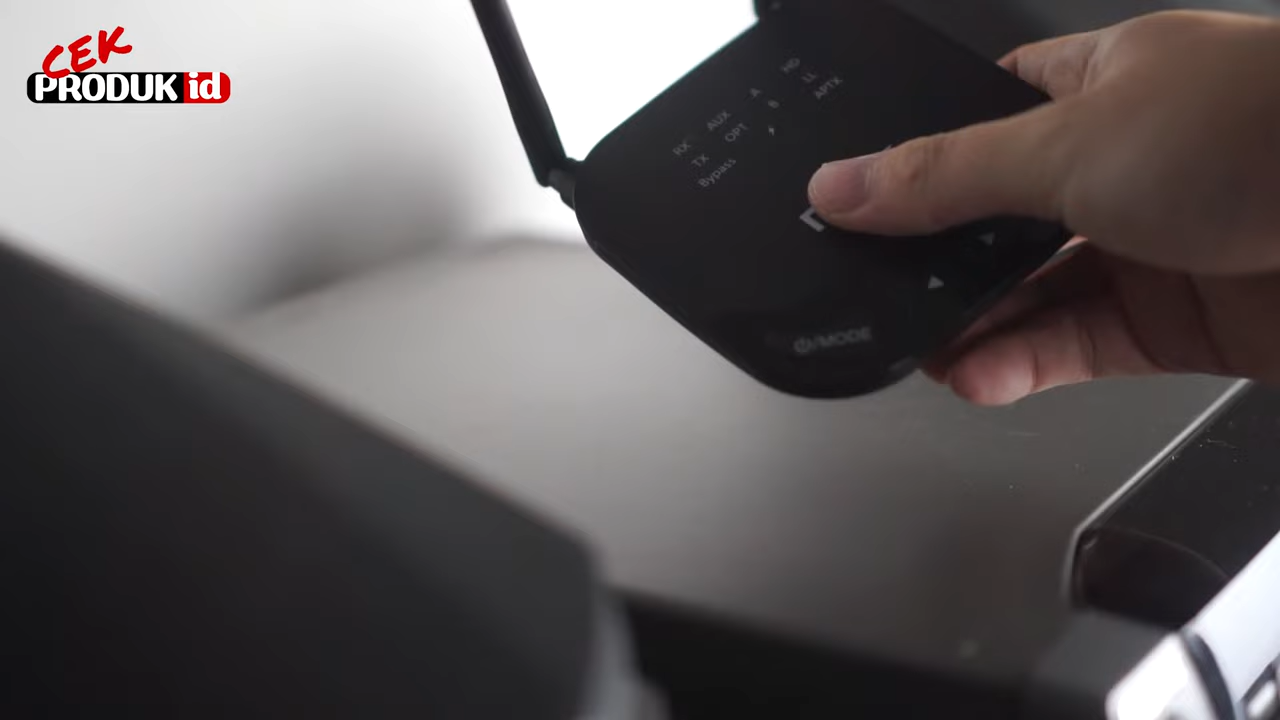 CEK
PRODUK id
RX AUX A HD
TX OPT B LL
Bypass APTX
/MODE